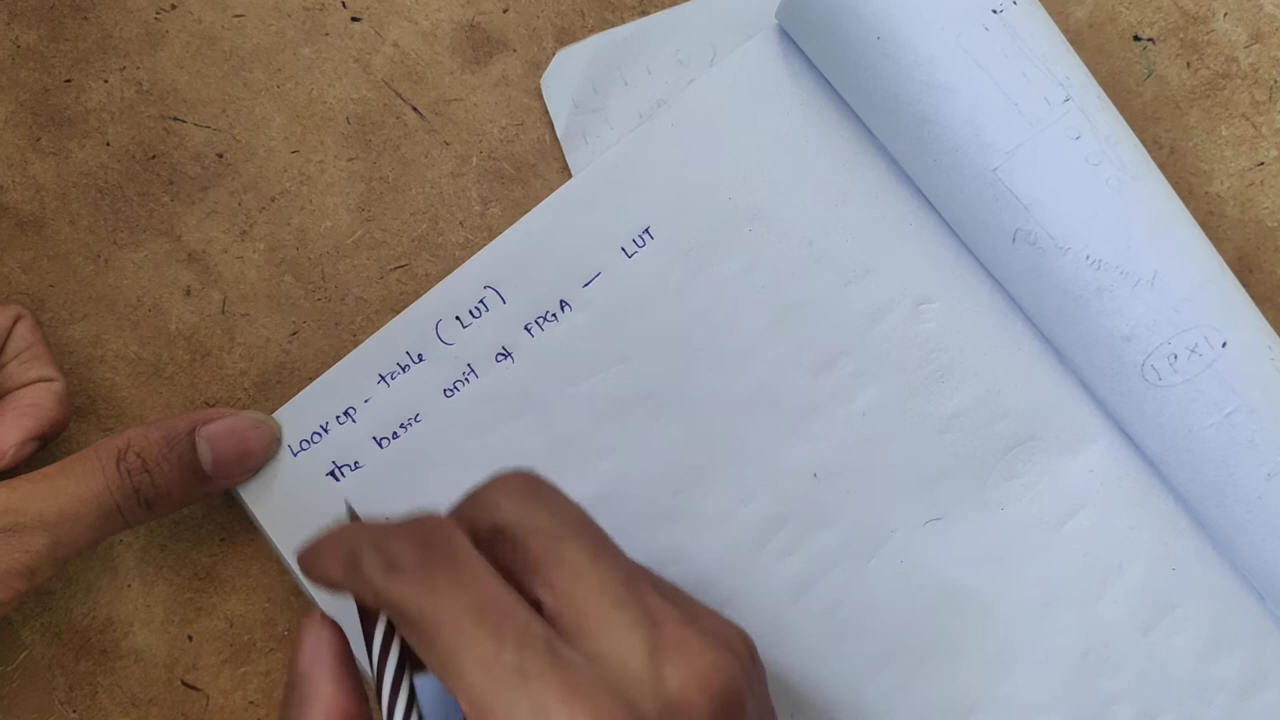 LOOK up - table (LUT)
The basic unit of FPGA — LUT